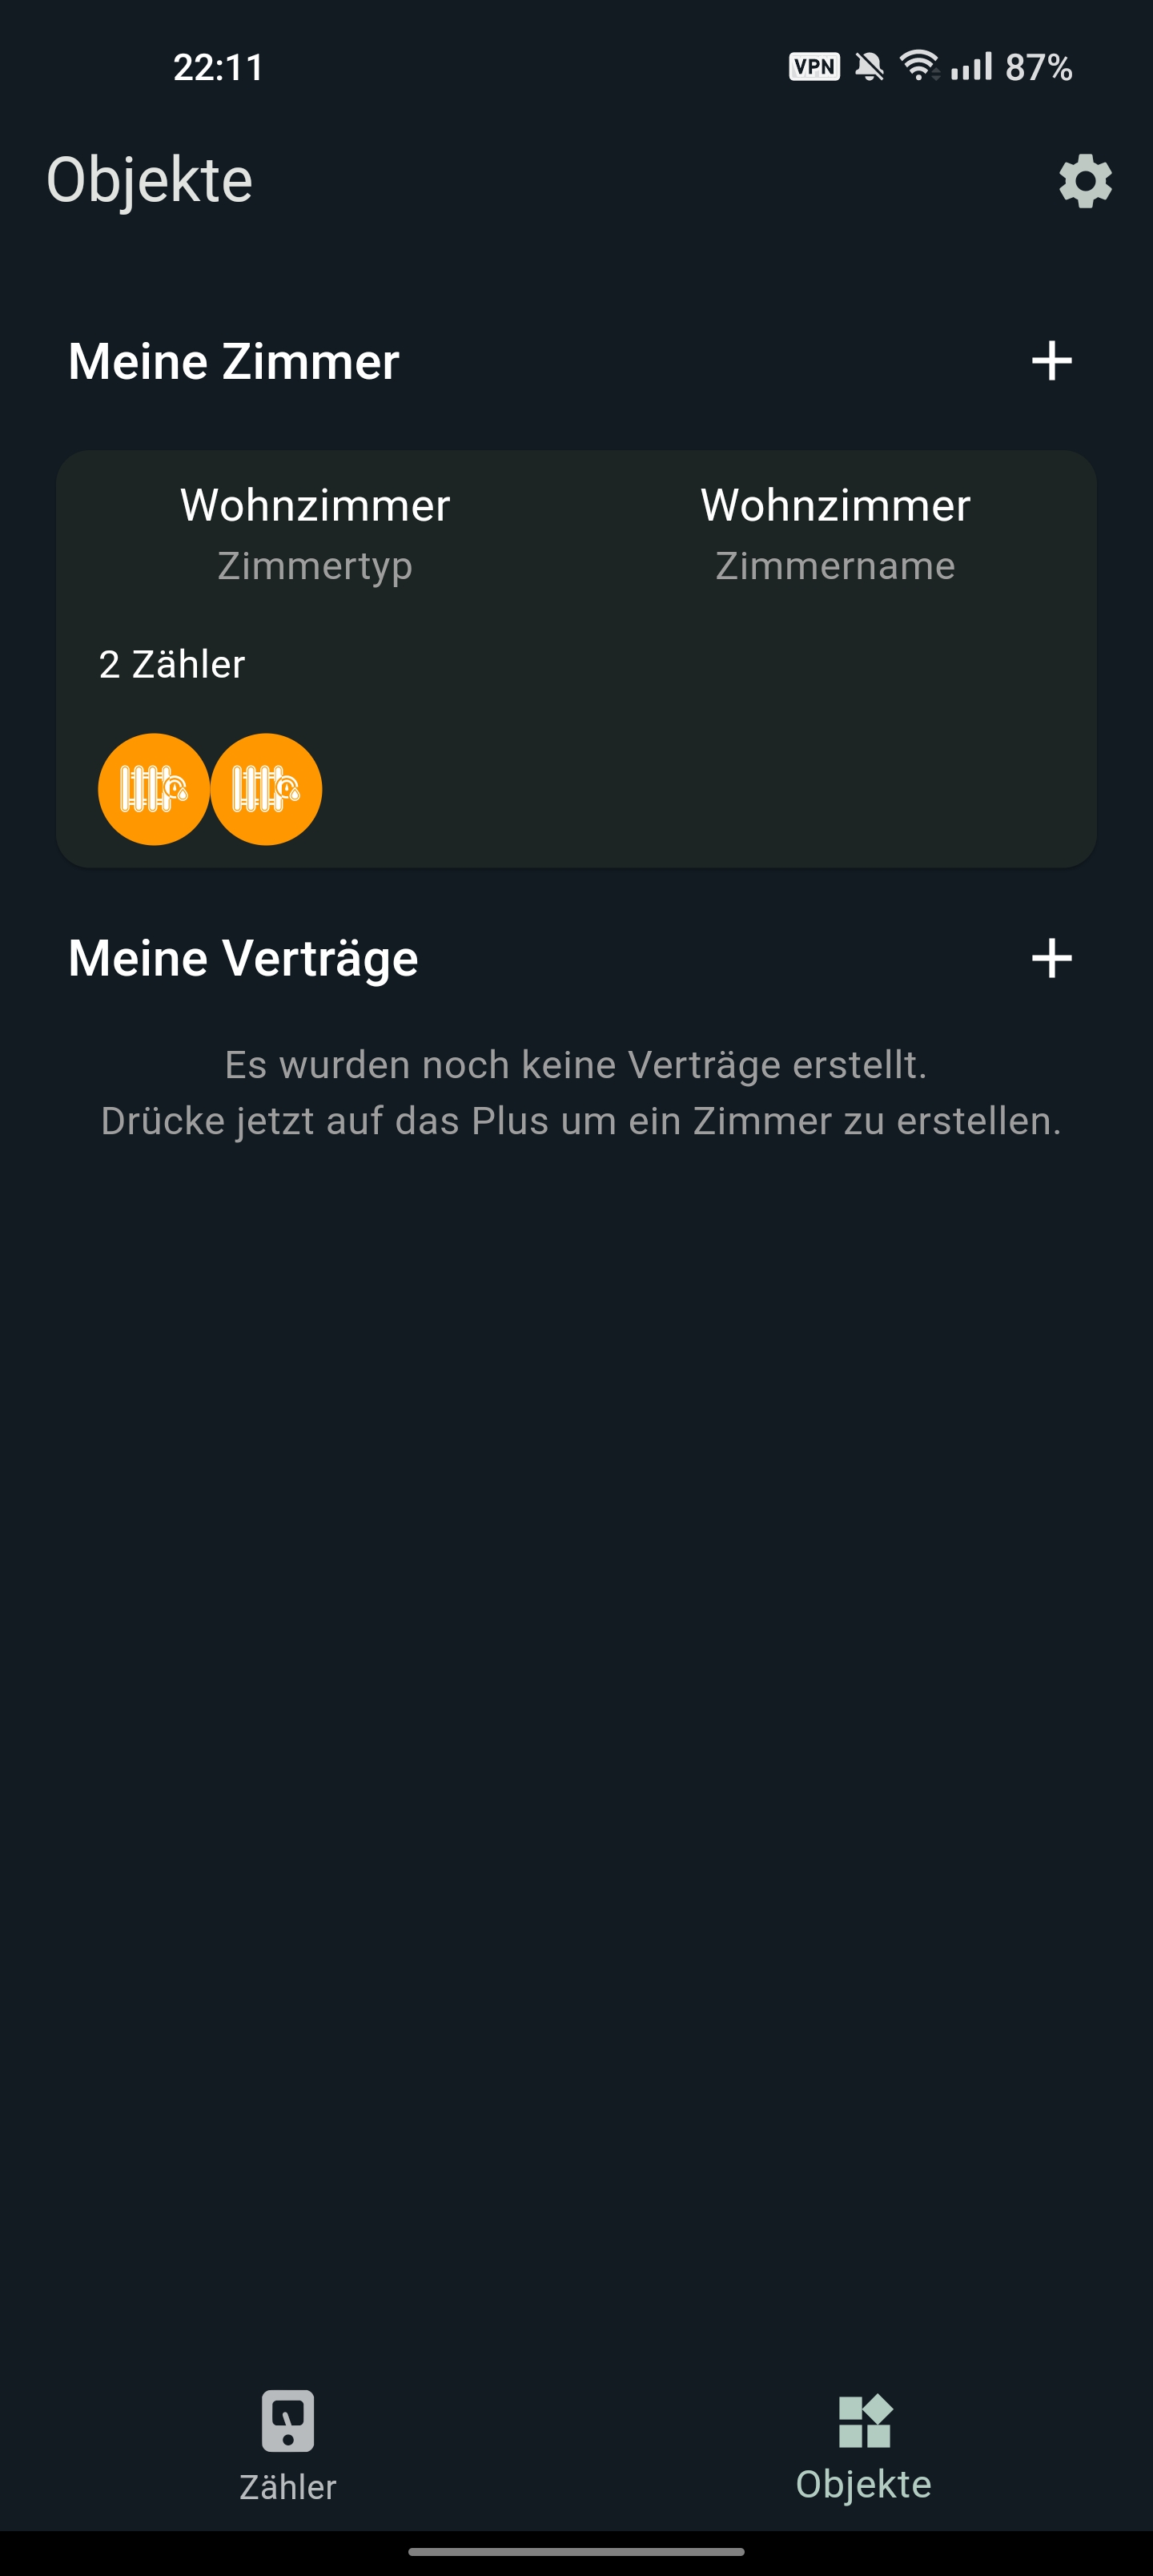 22:11 VPN 87%
Objekte
Meine Zimmer
Wohnzimmer Wohnzimmer
Zimmertyp Zimmername
2 Zähler
Meine Verträge
Es wurden noch keine Verträge erstellt.
Drücke jetzt auf das Plus um ein Zimmer zu erstellen.
Zähler Objekte